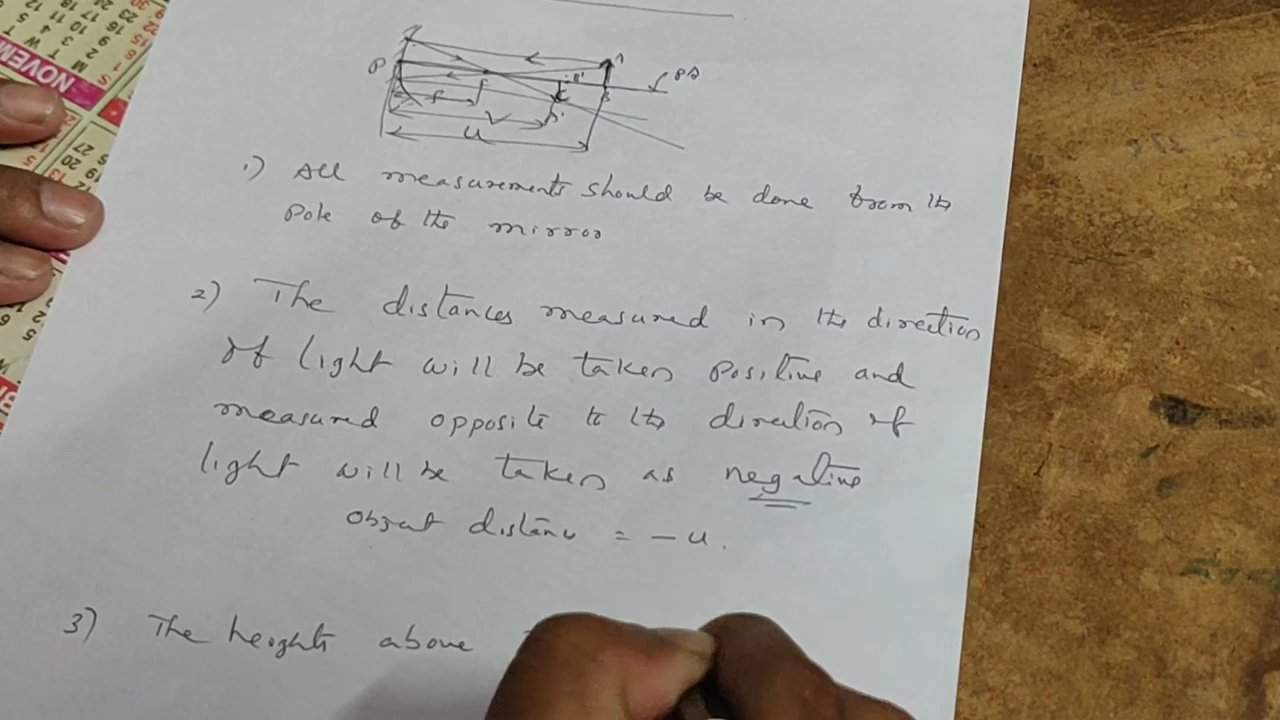 P
A
PA
f
V
u
1) All measurements should be done from the
pole of the mirror
2) The distances measured in the direction
of light will be taken positive and
measured opposite to the direction of
light will be taken as negative
object distance = -u.
3) The heights above
NOVEM